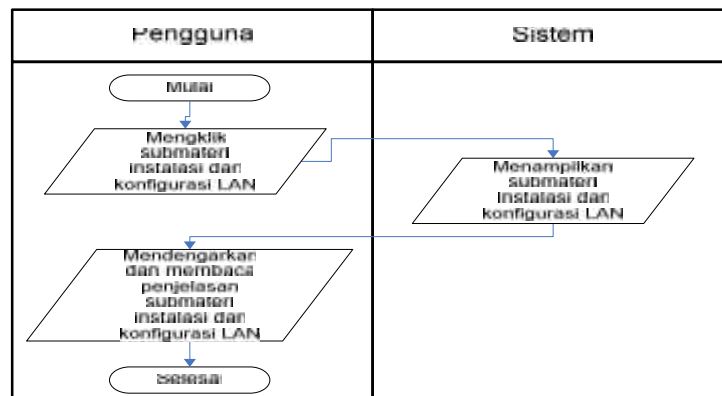 Pengguna
Sistem
Mulai
Mengklik
submateri
instalasi dan
konfigurasi LAN
Menampilkan
submateri
instalasi dan
konfigurasi LAN
Mendengarkan
dan membaca
penjelasan
submateri
instalasi dan
konfigurasi LAN
Selesai